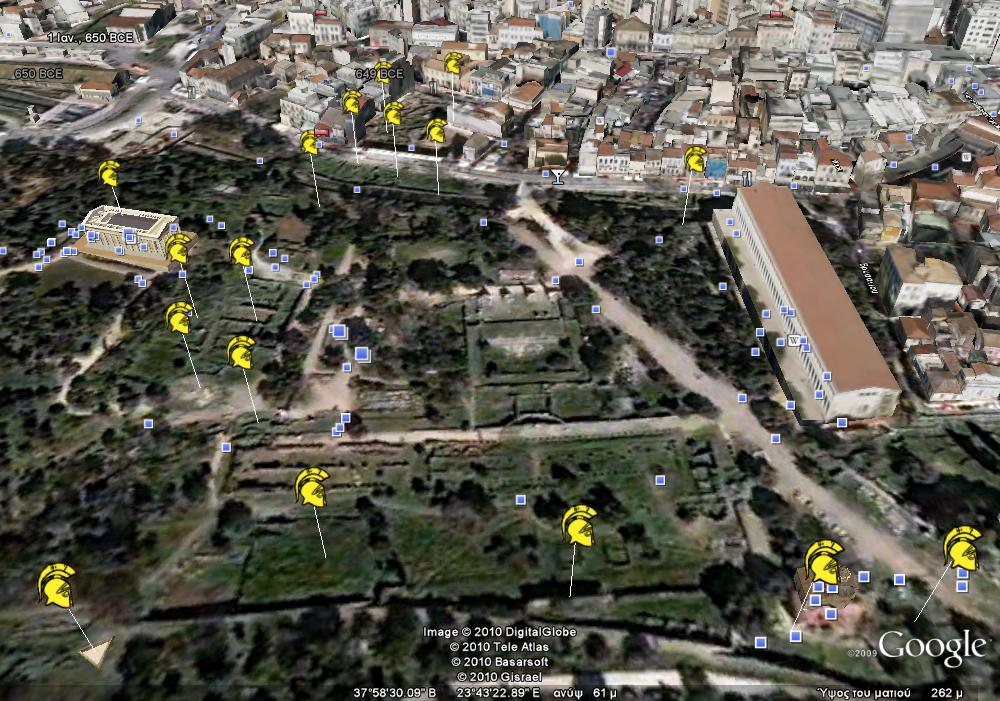 1 Ιαν., 650 BCE
650 BCE
649 BCE
W
Image © 2010 DigitalGlobe
© 2010 Tele Atlas
© 2010 Basarsoft
© 2010 Gisrael
©2009 Google
37°58'30.09" Β 23°43'22.89" Ε ανύψ 61 μ Ύψος του ματιού 262 μ